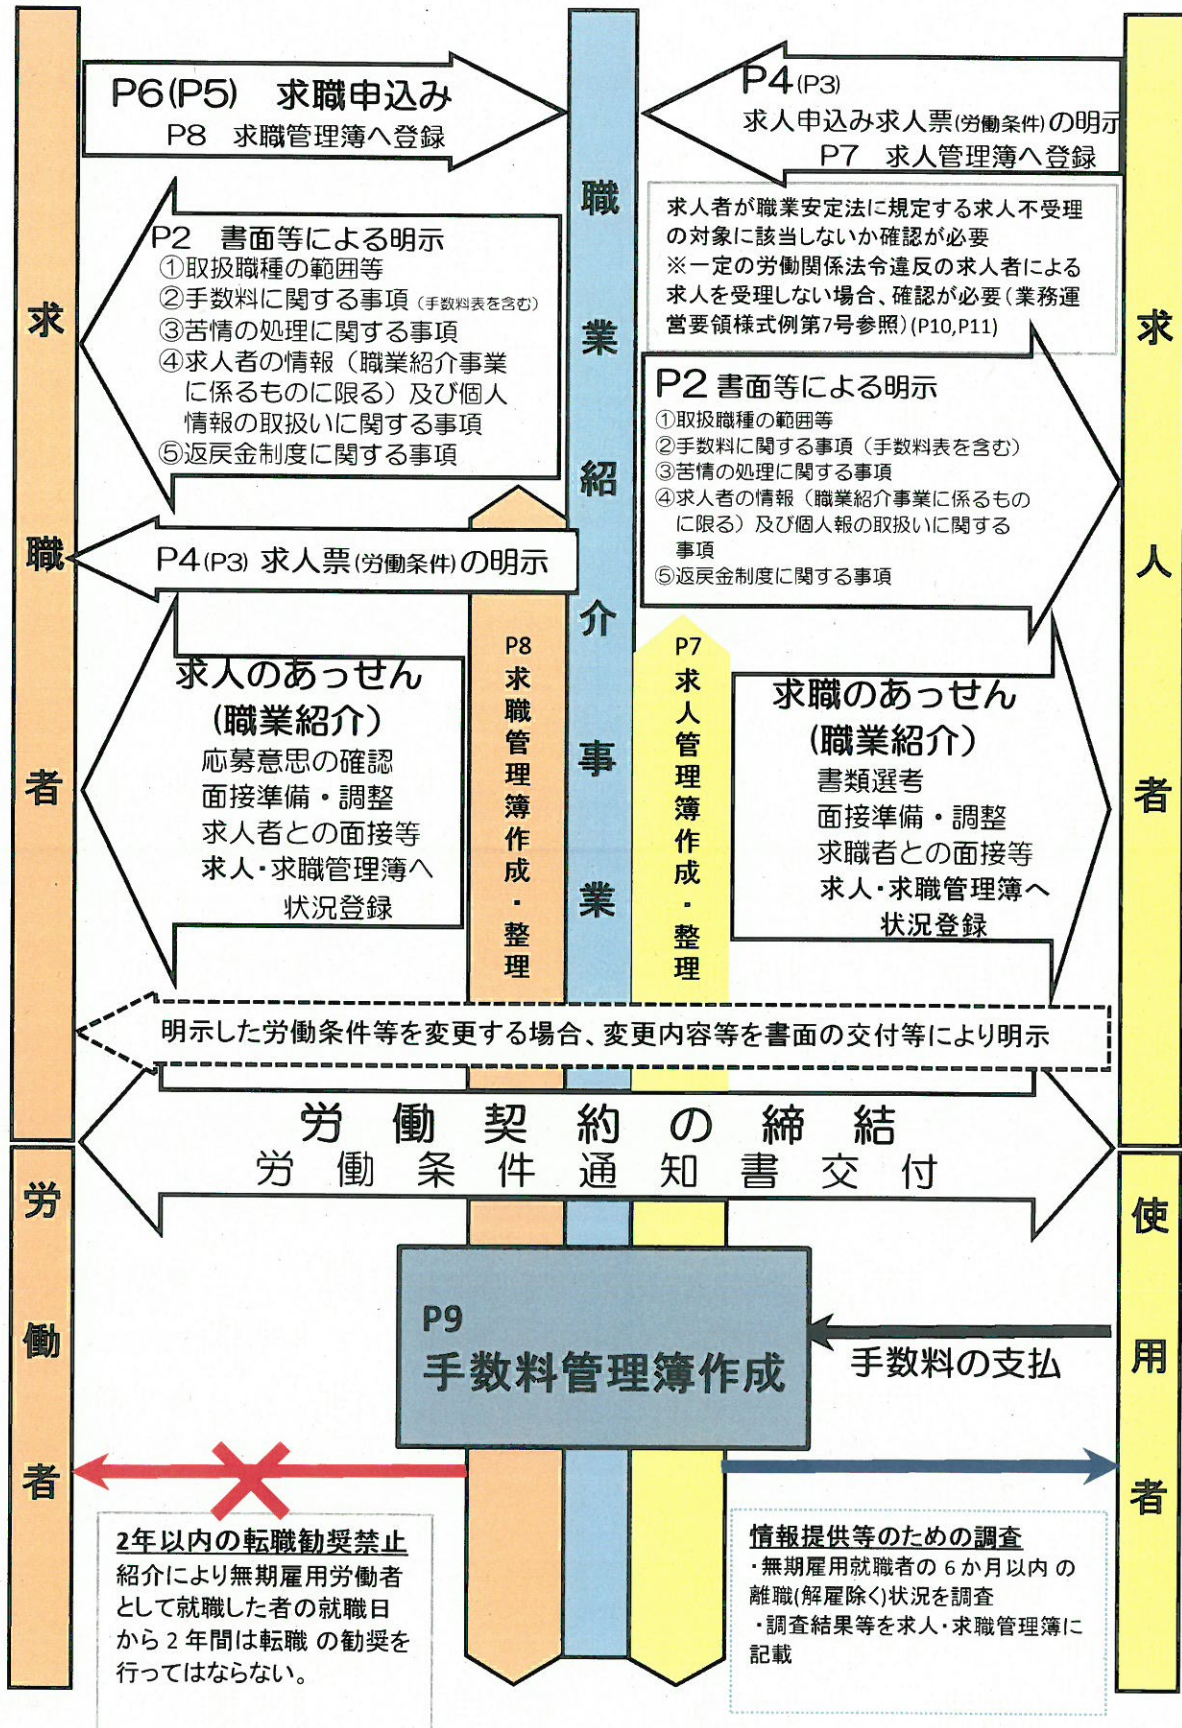 求職者
労働者
職業紹介事業
求人者
使用者
P6(P5) 求職申込み
P8 求職管理簿へ登録
P4(P3)
求人申込み求人票(労働条件)の明示
P7 求人管理簿へ登録
求人者が職業安定法に規定する求人不受理
の対象に該当しないか確認が必要
※一定の労働関係法令違反の求人者による
求人を受理しない場合、確認が必要(業務運
営要領様式例第7号参照)(P10,P11)
P2 書面等による明示
①取扱職種の範囲等
②手数料に関する事項(手数料表を含む)
③苦情の処理に関する事項
④求人者の情報(職業紹介事業
に係るものに限る)及び個人
情報の取扱いに関する事項
⑤返戻金制度に関する事項
P2 書面等による明示
①取扱職種の範囲等
②手数料に関する事項(手数料表を含む)
③苦情の処理に関する事項
④求人者の情報(職業紹介事業に係るもの
に限る)及び個人報の取扱いに関する
事項
⑤返戻金制度に関する事項
P4(P3) 求人票(労働条件)の明示
求人のあっせん
(職業紹介)
応募意思の確認
面接準備・調整
求人者との面接等
求人・求職管理簿へ
状況登録
P8
求職管理簿作成・整理
P7
求人管理簿作成・整理
求職のあっせん
(職業紹介)
書類選考
面接準備・調整
求職者との面接等
求人・求職管理簿へ
状況登録
明示した労働条件等を変更する場合、変更内容等を書面の交付等により明示
労働契約の締結
労働条件通知書交付
P9
手数料管理簿作成
手数料の支払
2年以内の転職勧奨禁止
紹介により無期雇用労働者
として就職した者の就職日
から2年間は転職の勧奨を
行ってはならない。
情報提供等のための調査
・無期雇用就職者の6か月以内の
離職(解雇除く)状況を調査
・調査結果等を求人・求職管理簿に
記載